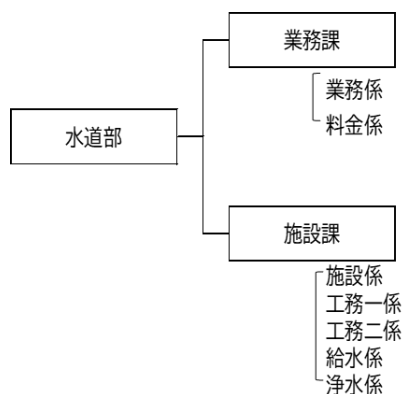 業務課
業務係
料金係
水道部
施設課
施設係
工務一係
工務二係
給水係
浄水係